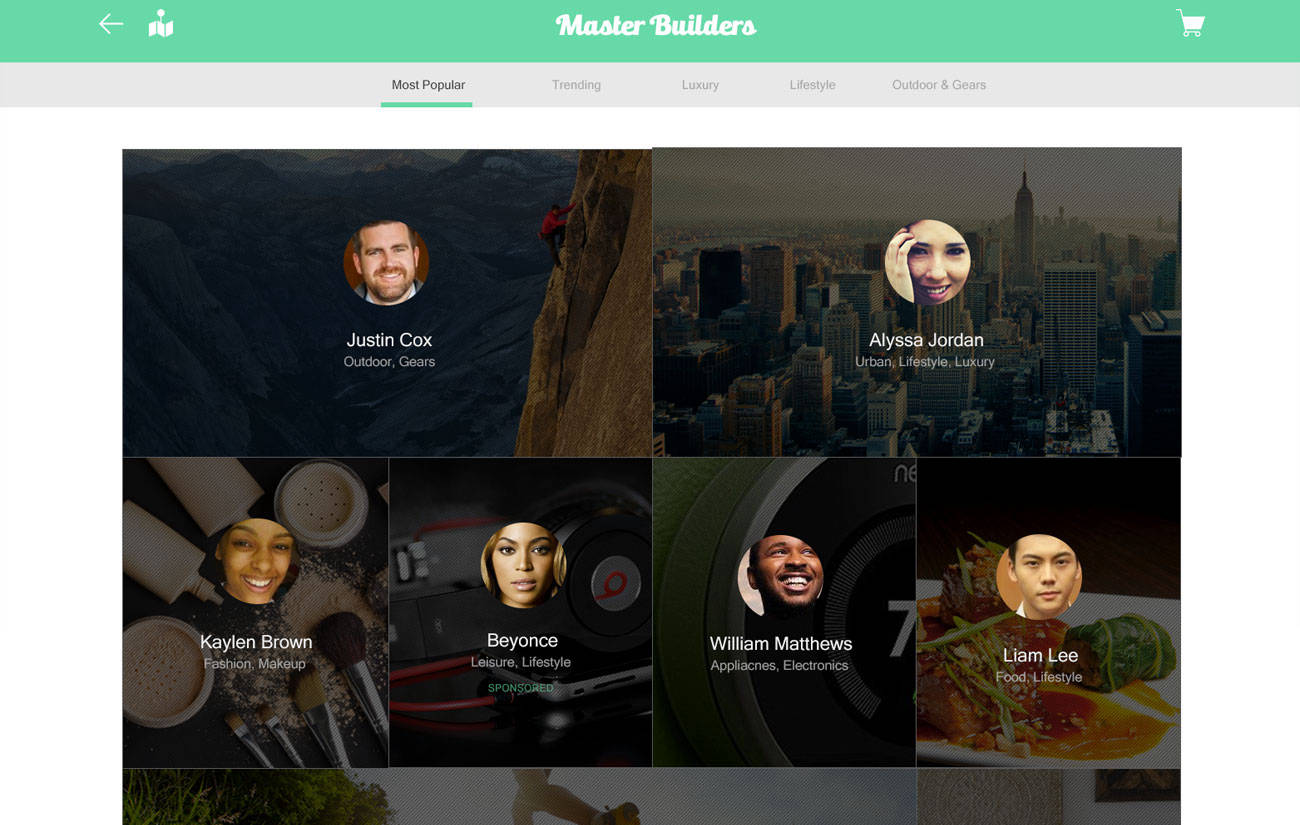 Master Builders
Most Popular Trending Luxury Lifestyle Outdoor & Gears
Justin Cox
Outdoor, Gears
Alyssa Jordan
Urban, Lifestyle, Luxury
Kaylen Brown
Fashion, Makeup
Beyonce
Leisure, Lifestyle
SPONSORED
ne
7
William Matthews
Appliacnes, Electronics
Liam Lee
Food, Lifestyle